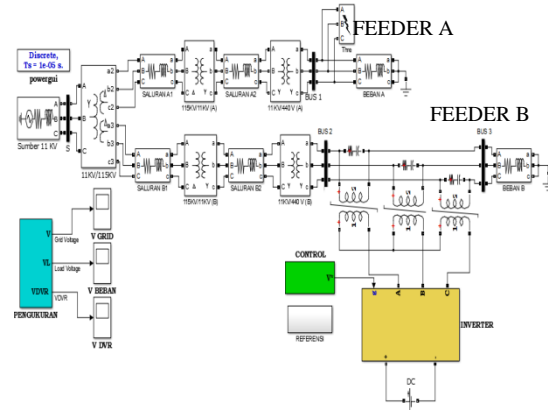 FEEDER A
Discrete,
Ts = 1e-05 s.
powergui
Sumber 11 KV
S
11KV/115KV
SALURAN A1
115KV/11KV (A)
SALURAN A2
11KV/440 V (A)
BUS 1
BEBAN A
FEEDER B
SALURAN B1
115KV/11KV (B)
SALURAN B2
11KV/440 V (B)
BUS 2
BUS 3
BEBAN B
V
Grid Voltage
V GRID
VL
Load Voltage
V BEBAN
VDVR
VDVR
V DVR
PENGUKURAN
CONTROL
REFERENSI
A
B
C
INVERTER
+
-
DC